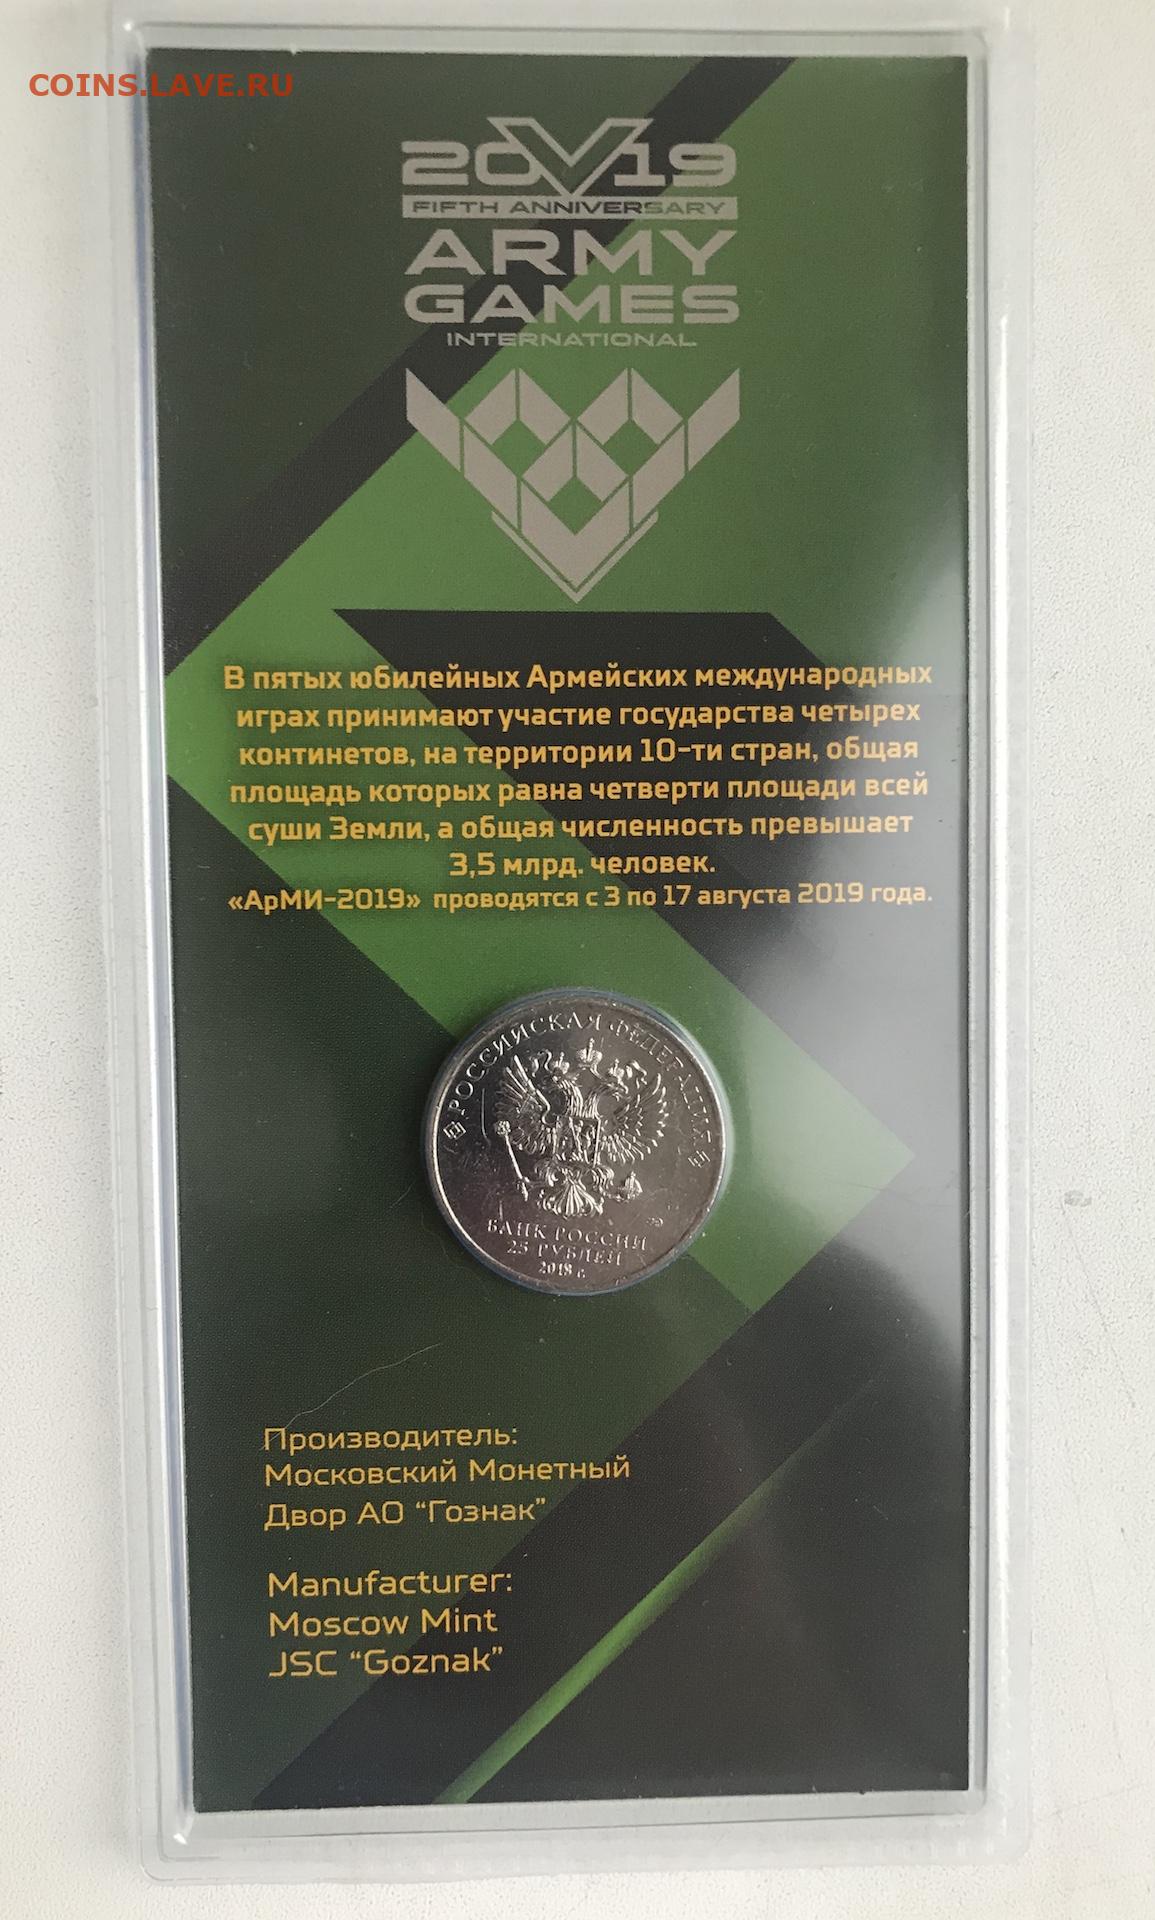 COINS.LAVE.RU
20V19
FIFTH ANNIVERSARY
ARMY
GAMES
INTERNATIONAL
В пятых юбилейных Армейских международных
играх принимают участие государства четырех
континетов, на территории 10-ти стран, общая
площадь которых равна четверти площади всей
суши Земли, а общая численность превышает
3,5 млрд. человек.
«АрМИ-2019» проводятся с 3 по 17 августа 2019 года.
РОССИЙСКАЯ ФЕДЕРАЦИЯ
БАНК РОССИИ
25 РУБЛЕЙ
2018 г.
Производитель:
Московский Монетный
Двор АО “Гознак”
Manufacturer:
Moscow Mint
JSC “Goznak”